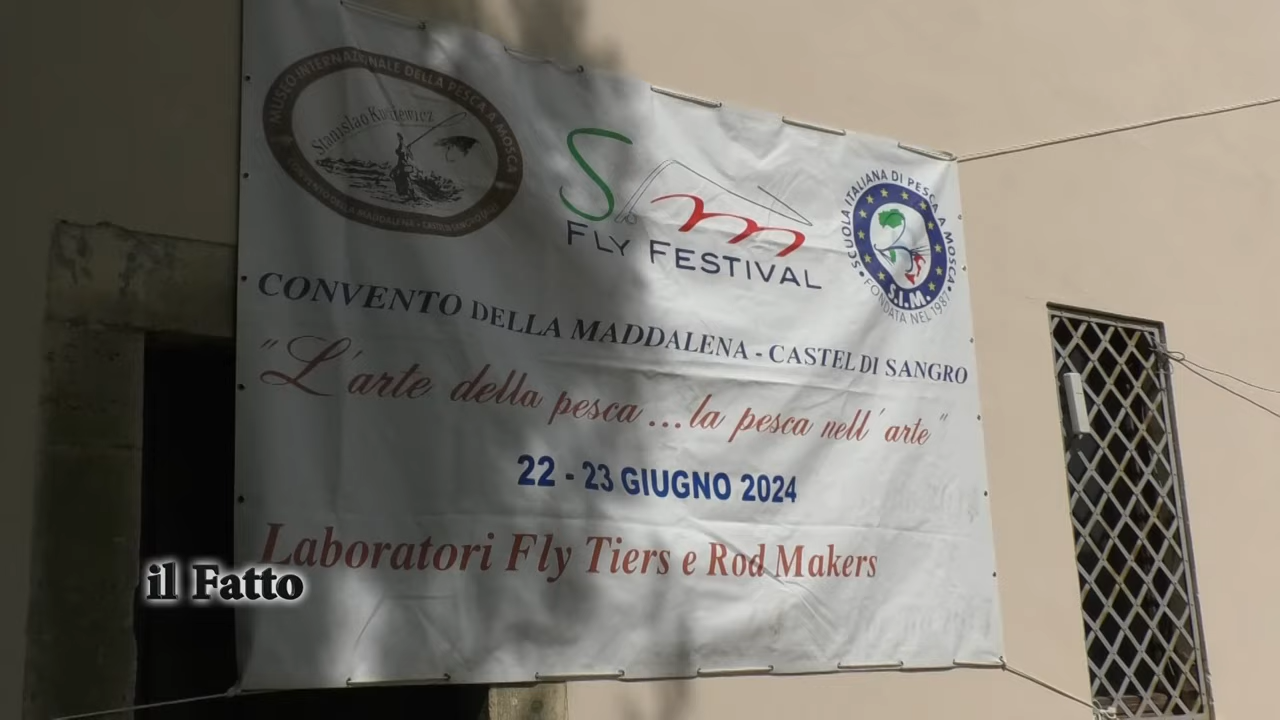 MUSEO INTERNAZIONALE DELLA PESCA A MOSCA
Stanislao Kuckiewicz
CONVENTO DELLA MADDALENA - CASTEL DI SANGRO
Sim
FLY FESTIVAL
SCUOLA ITALIANA DI PESCA A MOSCA
S.I.M.
FONDATA NEL 1987
CONVENTO DELLA MADDALENA - CASTEL DI SANGRO
"L'arte della pesca ... la pesca nell'arte"
22 - 23 GIUGNO 2024
Laboratori Fly Tiers e Rod Makers
il Fatto